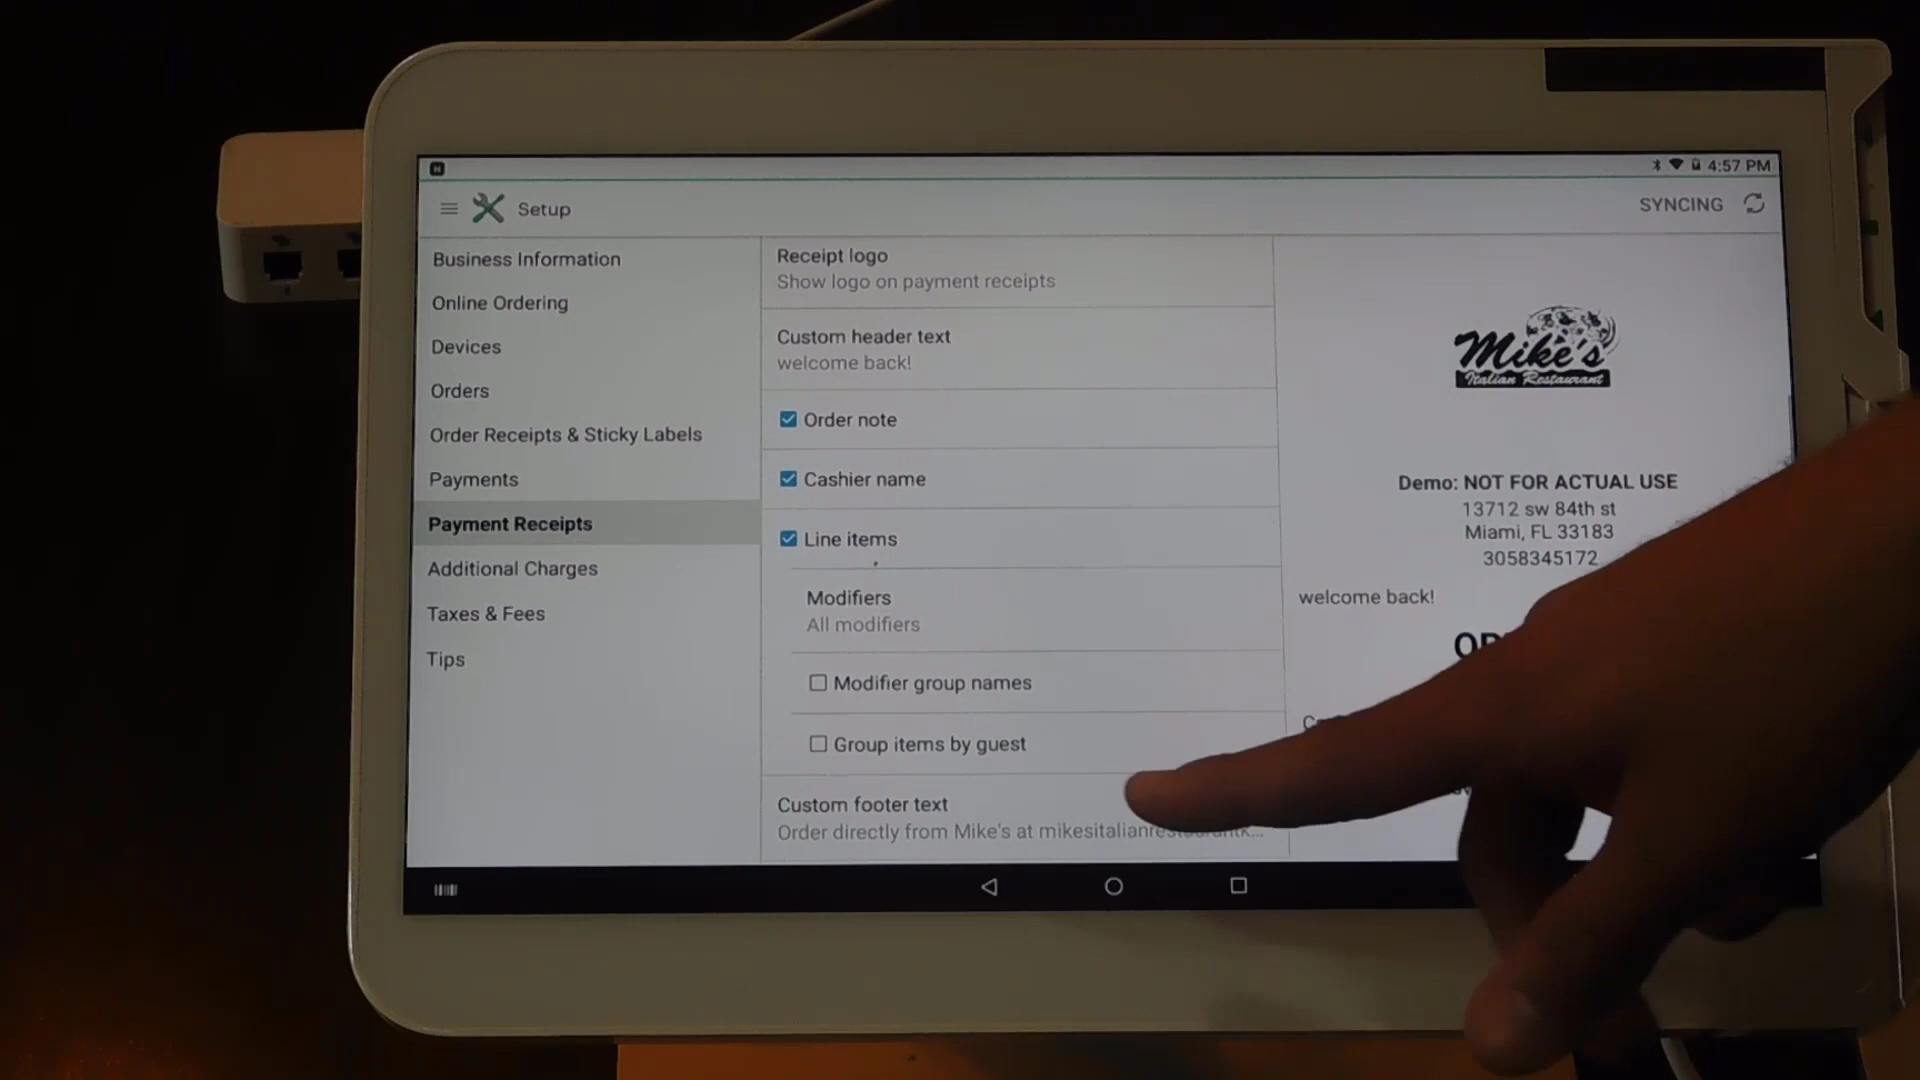 4:57 PM
Setup
SYNCING
Business Information
Online Ordering
Devices
Orders
Order Receipts & Sticky Labels
Payments
Payment Receipts
Additional Charges
Taxes & Fees
Tips
Receipt logo
Show logo on payment receipts
Custom header text
welcome back!
Order note
Cashier name
Line items
Modifiers
All modifiers
Modifier group names
Group items by guest
Custom footer text
Order directly from Mike's at
Mike's
Italian Restaurant
Demo: NOT FOR ACTUAL USE
13712 sw 84th st
Miami, FL 33183
3058345172
welcome back!